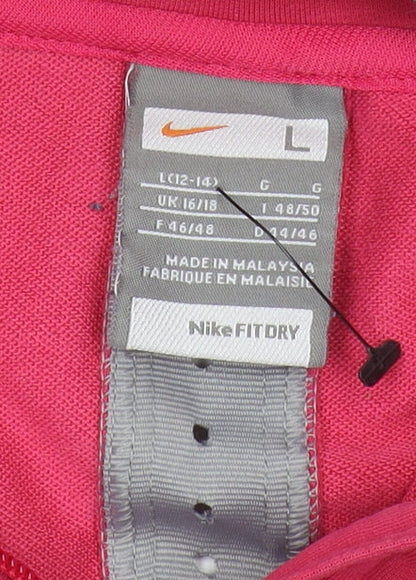 L
L(12-14) G G
UK 16/18 I 48/50
F 46/48 D 44/46
MADE IN MALAYSIA
FABRIQUE EN MALAISIE
Nike FIT DRY